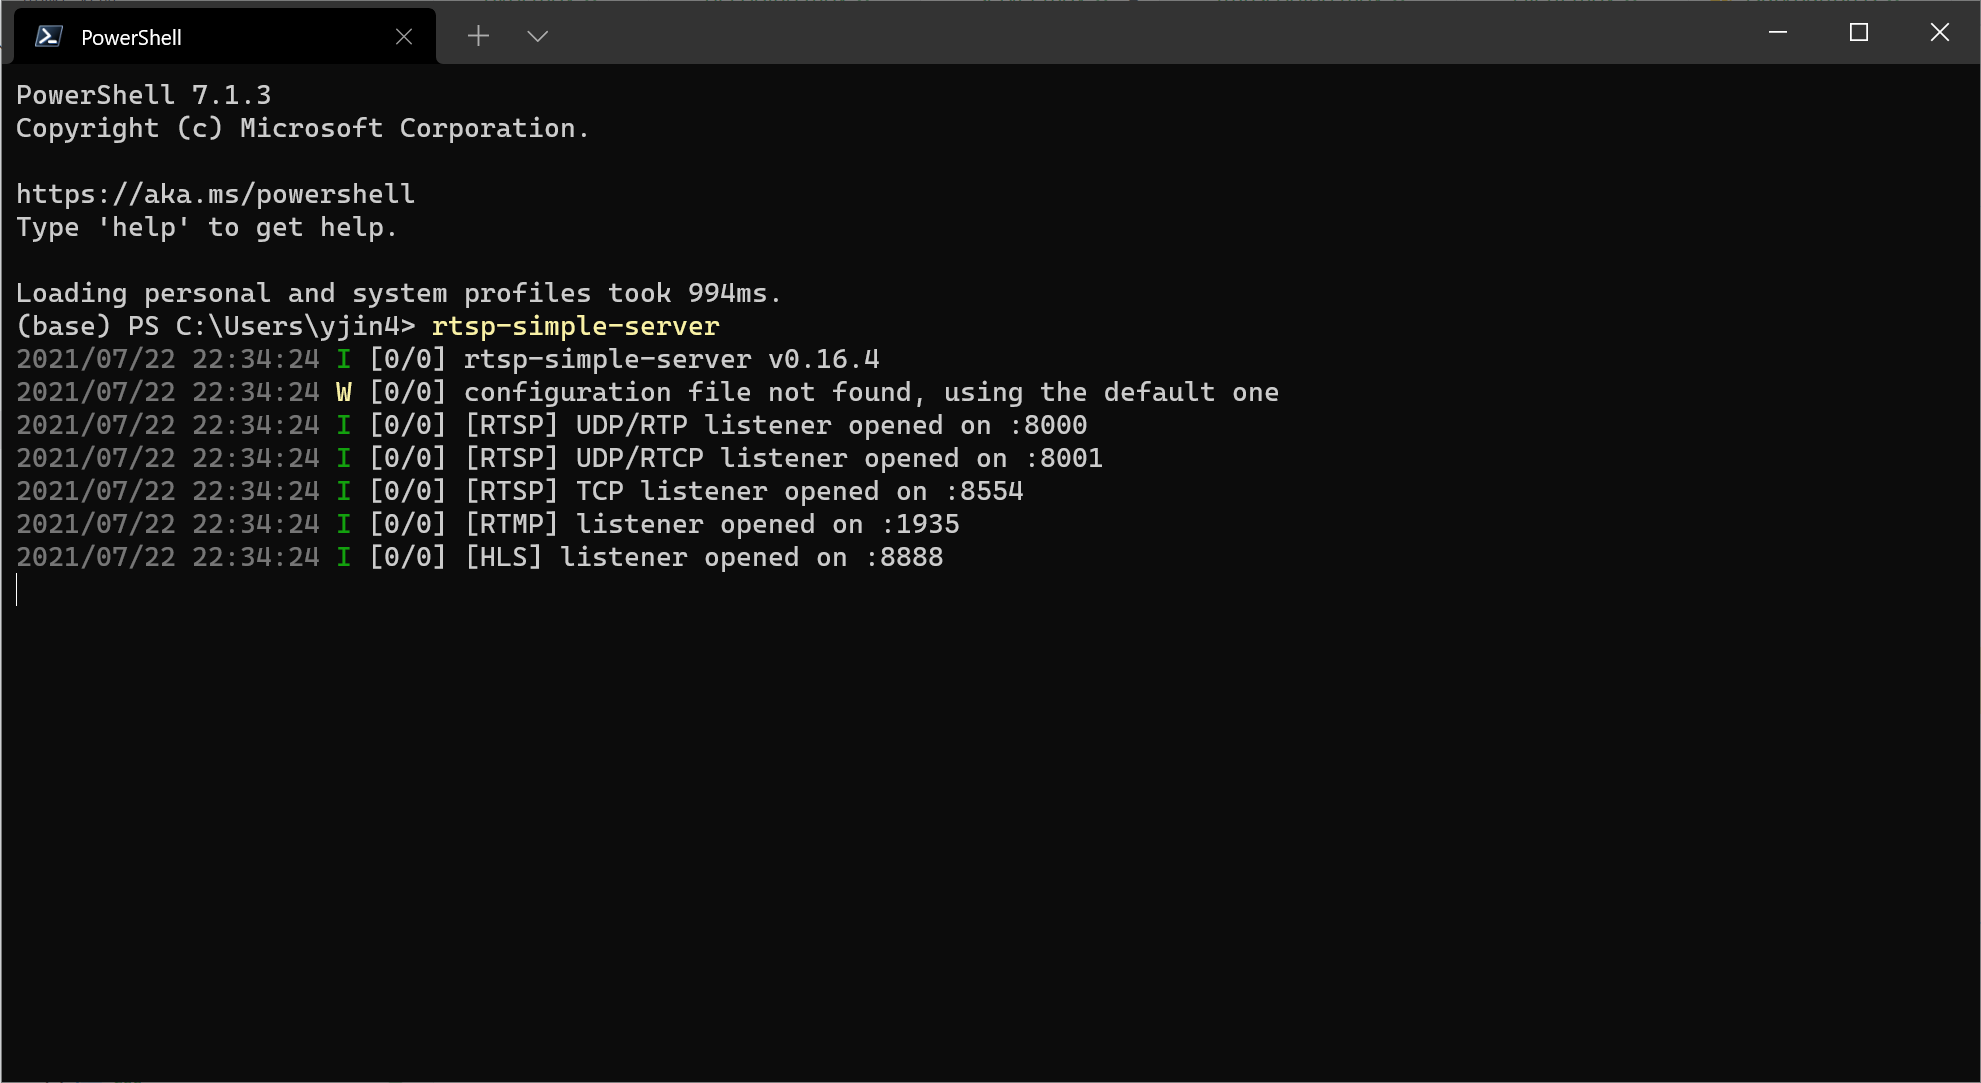 PowerShell
PowerShell 7.1.3
Copyright (c) Microsoft Corporation.
https://aka.ms/powershell
Type 'help' to get help.
Loading personal and system profiles took 994ms.
(base) PS C:\Users\yjin4> rtsp-simple-server
2021/07/22 22:34:24 I [0/0] rtsp-simple-server v0.16.4
2021/07/22 22:34:24 W [0/0] configuration file not found, using the default one
2021/07/22 22:34:24 I [0/0] [RTSP] UDP/RTP listener opened on :8000
2021/07/22 22:34:24 I [0/0] [RTSP] UDP/RTCP listener opened on :8001
2021/07/22 22:34:24 I [0/0] [RTSP] TCP listener opened on :8554
2021/07/22 22:34:24 I [0/0] [RTMP] listener opened on :1935
2021/07/22 22:34:24 I [0/0] [HLS] listener opened on :8888